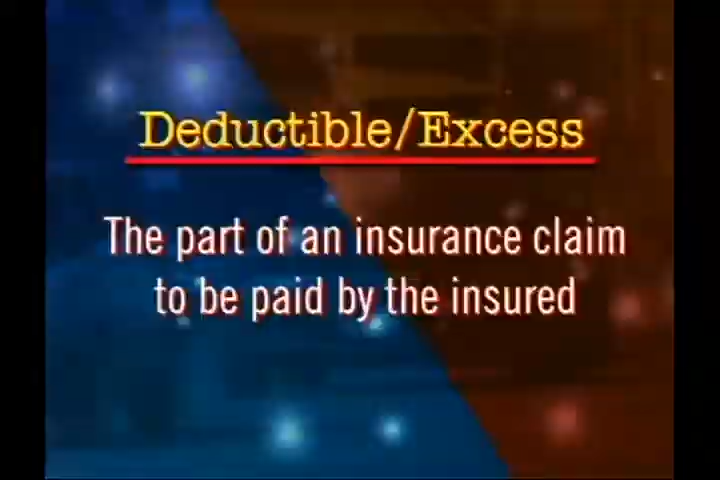 Deductible/Excess
The part of an insurance claim
to be paid by the insured